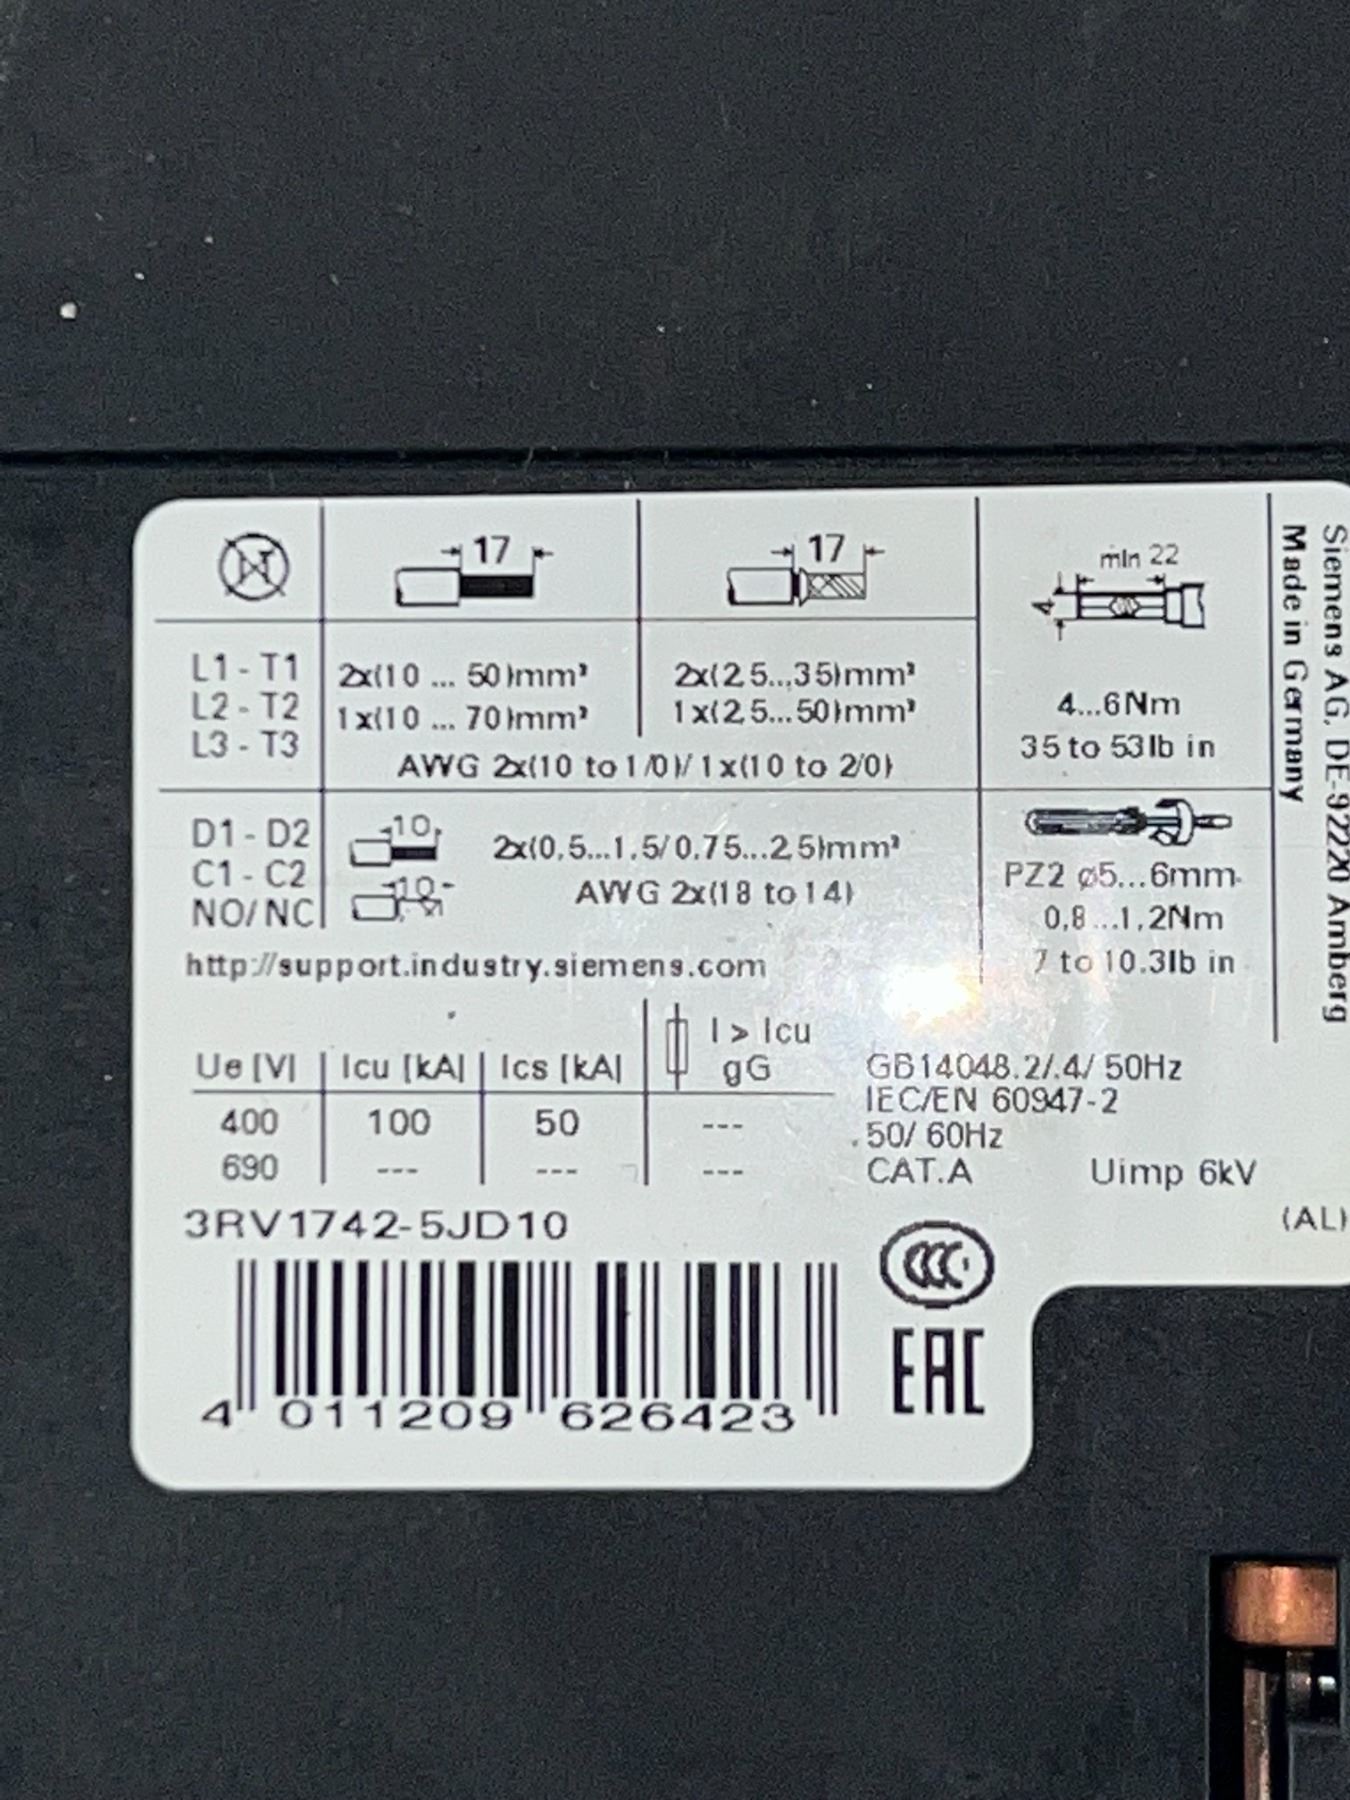 17
17
min 22
4
L1 - T1
L2 - T2
L3 - T3
2x(10 ... 50)mm²
1x(10 ... 70)mm²
2x(2,5...35)mm²
1x(2,5...50)mm²
AWG 2x(10 to 1/0)/ 1x(10 to 2/0)
4...6Nm
35 to 53lb in
D1 - D2
C1 - C2
NO/ NC
10
10
2x(0,5...1,5/ 0,75...2,5)mm²
AWG 2x(18 to 14)
PZ2 ø5...6mm
0,8...1,2Nm
7 to 10.3lb in
http://support.industry.siemens.com
Siemens AG, DE-92220 Amberg
Made in Germany
Ue [V] Icu [kA] Ics [kA] I > Icu gG
400 100 50 ---
690 --- --- ---
GB14048.2/.4/ 50Hz
IEC/EN 60947-2
50/ 60Hz
CAT.A Uimp 6kV
(AL)
3RV1742-5JD10
CCC
EAC
4 011209 626423